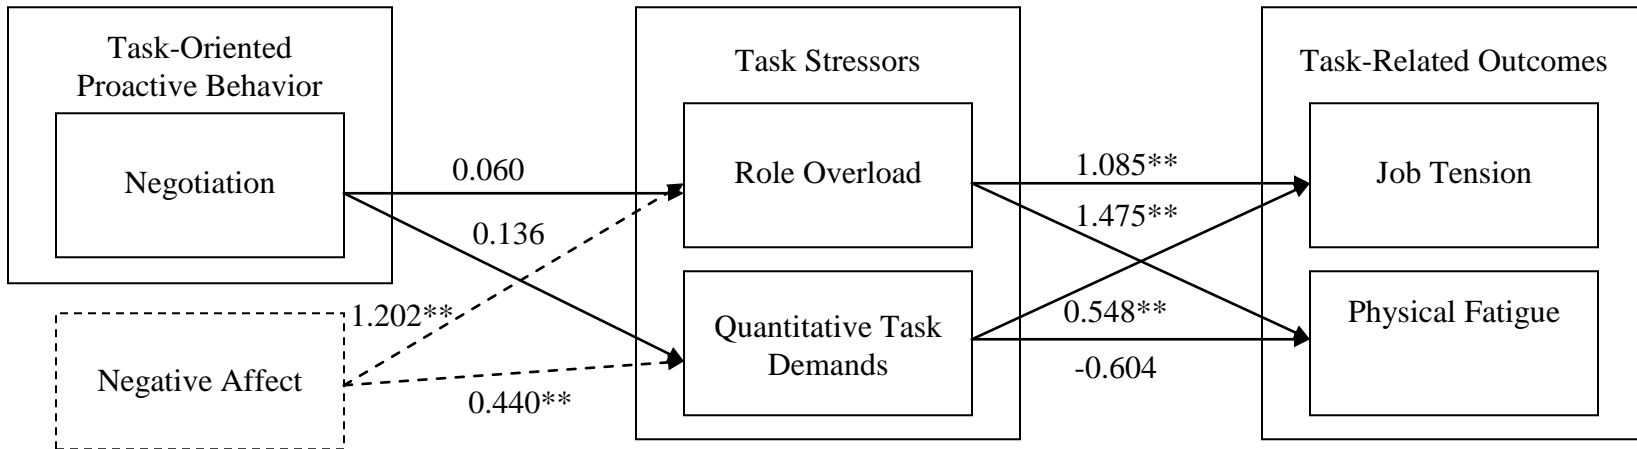 Task-Oriented
Proactive Behavior
Negotiation
Negative Affect
0.060
0.136
1.202**
0.440**
Task Stressors
Role Overload
Quantitative Task
Demands
1.085**
1.475**
0.548**
-0.604
Task-Related Outcomes
Job Tension
Physical Fatigue